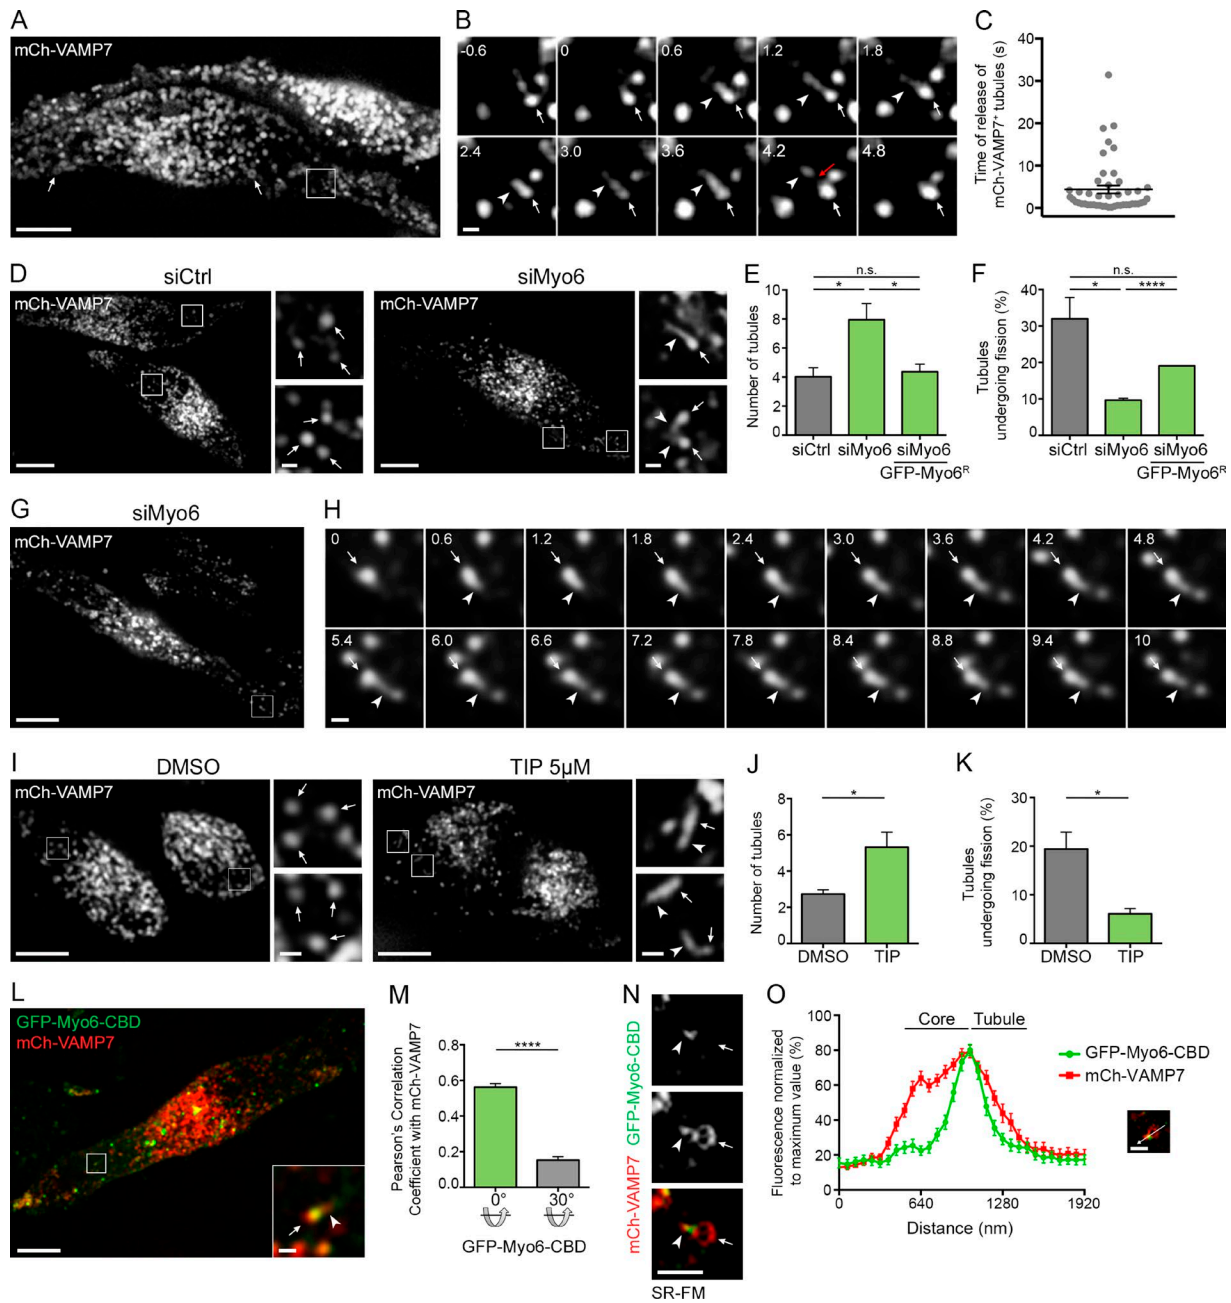 A
mCh-VAMP7
B
-0.6
0
0.6
1.2
1.8
2.4
3.0
3.6
4.2
4.8
C
Time of release of
mCh-VAMP7+ tubules (s)
40
30
20
10
0
D
siCtrl
mCh-VAMP7
siMyo6
mCh-VAMP7
E
n.s.
*
*
Number of tubules
10
8
6
4
2
0
siCtrl
siMyo6
siMyo6
GFP-Myo6R
F
n.s.
*
****
Tubules
undergoing fission (%)
40
30
20
10
0
siCtrl
siMyo6
siMyo6
GFP-Myo6R
G
siMyo6
mCh-VAMP7
H
0
0.6
1.2
1.8
2.4
3.0
3.6
4.2
4.8
5.4
6.0
6.6
7.2
7.8
8.4
8.8
9.4
10
I
DMSO
mCh-VAMP7
TIP 5µM
mCh-VAMP7
J
*
Number of tubules
8
6
4
2
0
DMSO
TIP
K
*
Tubules
undergoing fission (%)
30
20
10
0
DMSO
TIP
L
GFP-Myo6-CBD
mCh-VAMP7
M
****
Pearson's Correlation
Coefficient with mCh-VAMP7
0.8
0.6
0.4
0.2
0.0
0°
30°
GFP-Myo6-CBD
N
mCh-VAMP7 GFP-Myo6-CBD
SR-FM
O
Core
Tubule
GFP-Myo6-CBD
mCh-VAMP7
Fluorescence normalized
to maximum value (%)
100
80
60
40
20
0
0
640
1280
1920
Distance (nm)